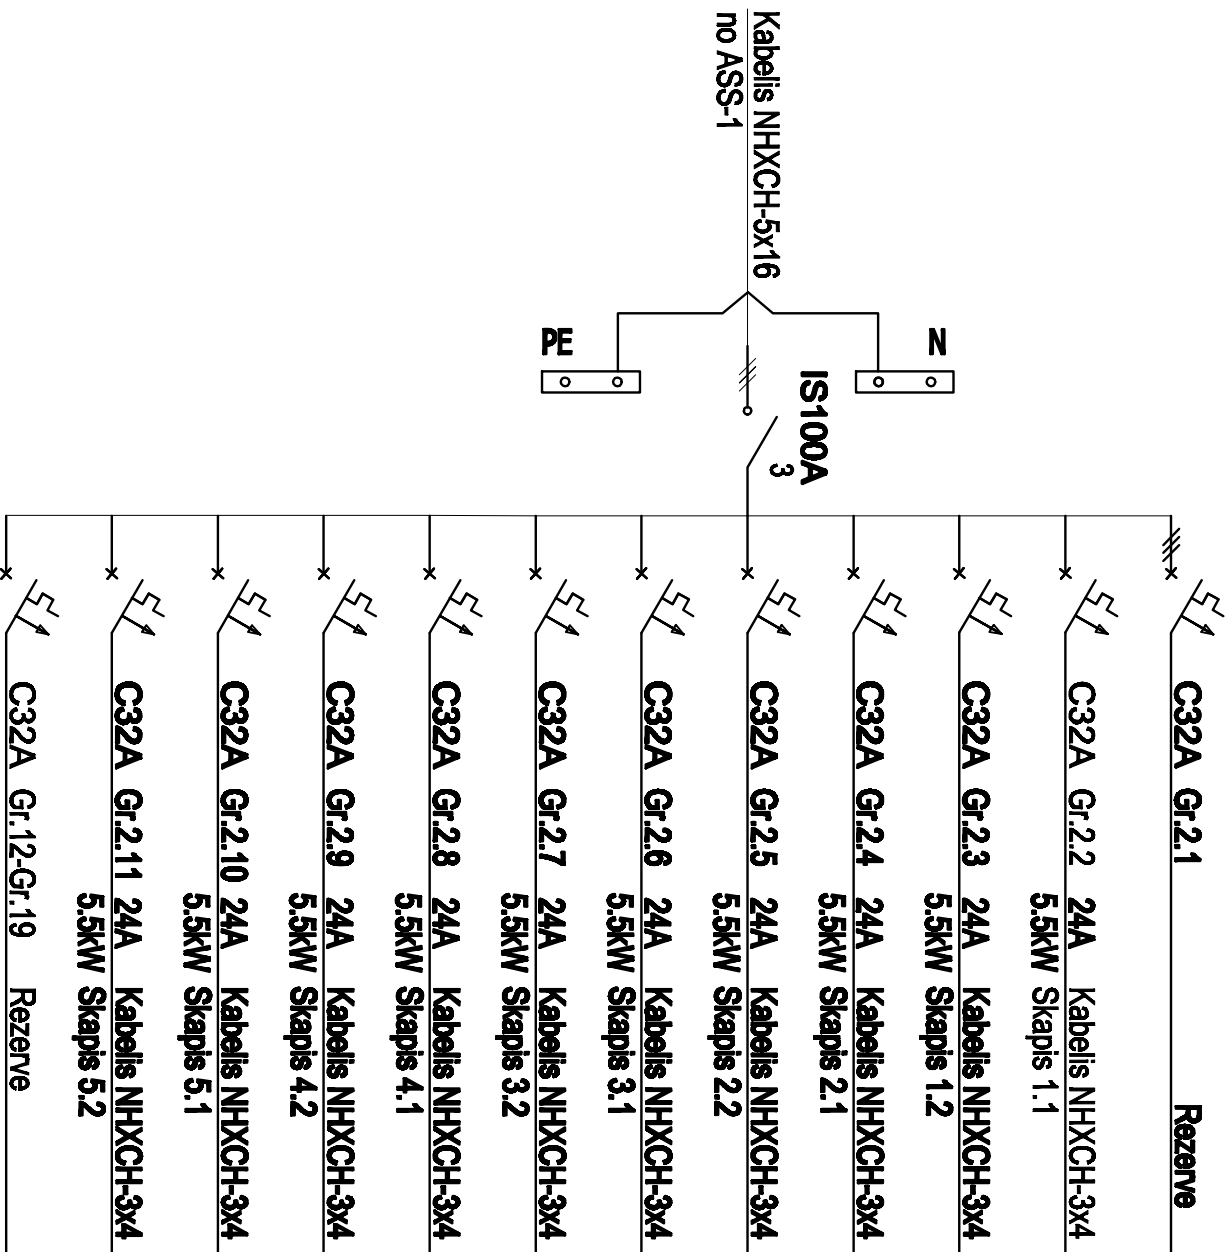 Kabelis NHXCH-5x16
no ASS-1
N
PE
IS100A
3
C32A Gr.2.1 Rezerve
C32A Gr.2.2 24A Kabelis NHXCH-3x4
5.5kW Skapis 1.1
C32A Gr.2.3 24A Kabelis NHXCH-3x4
5.5kW Skapis 1.2
C32A Gr.2.4 24A Kabelis NHXCH-3x4
5.5kW Skapis 2.1
C32A Gr.2.5 24A Kabelis NHXCH-3x4
5.5kW Skapis 2.2
C32A Gr.2.6 24A Kabelis NHXCH-3x4
5.5kW Skapis 3.1
C32A Gr.2.7 24A Kabelis NHXCH-3x4
5.5kW Skapis 3.2
C32A Gr.2.8 24A Kabelis NHXCH-3x4
5.5kW Skapis 4.1
C32A Gr.2.9 24A Kabelis NHXCH-3x4
5.5kW Skapis 4.2
C32A Gr.2.10 24A Kabelis NHXCH-3x4
5.5kW Skapis 5.1
C32A Gr.2.11 24A Kabelis NHXCH-3x4
5.5kW Skapis 5.2
C32A Gr.12-Gr.19 Rezerve